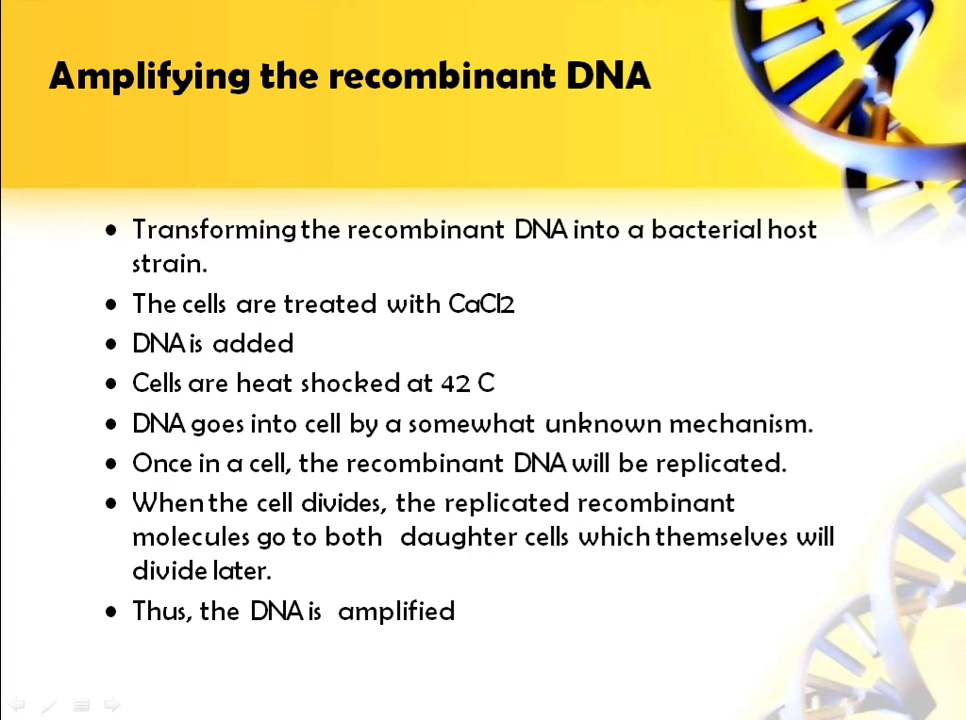 Amplifying the recombinant DNA
• Transforming the recombinant DNA into a bacterial host
strain.
• The cells are treated with CaCl2
• DNA is added
• Cells are heat shocked at 42 C
• DNA goes into cell by a somewhat unknown mechanism.
• Once in a cell, the recombinant DNA will be replicated.
• When the cell divides, the replicated recombinant
molecules go to both daughter cells which themselves will
divide later.
• Thus, the DNA is amplified